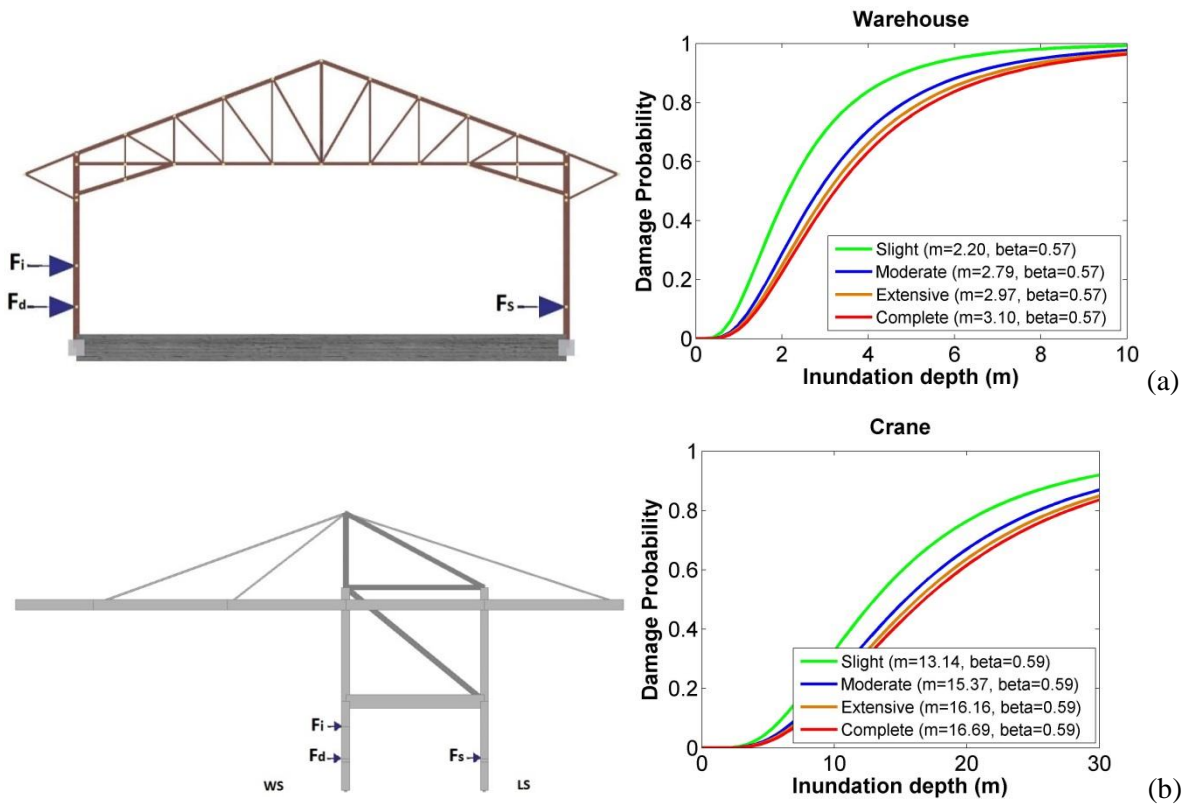 Warehouse
1
0.8
0.6
0.4
0.2
0
0 2 4 6 8 10
Damage Probability
Inundation depth (m)
Slight (m=2.20, beta=0.57)
Moderate (m=2.79, beta=0.57)
Extensive (m=2.97, beta=0.57)
Complete (m=3.10, beta=0.57)
Fi
Fd
Fs
(a)
Crane
1
0.8
0.6
0.4
0.2
0
0 10 20 30
Damage Probability
Inundation depth (m)
Slight (m=13.14, beta=0.59)
Moderate (m=15.37, beta=0.59)
Extensive (m=16.16, beta=0.59)
Complete (m=16.69, beta=0.59)
Fi
Fd
Fs
WS LS
(b)